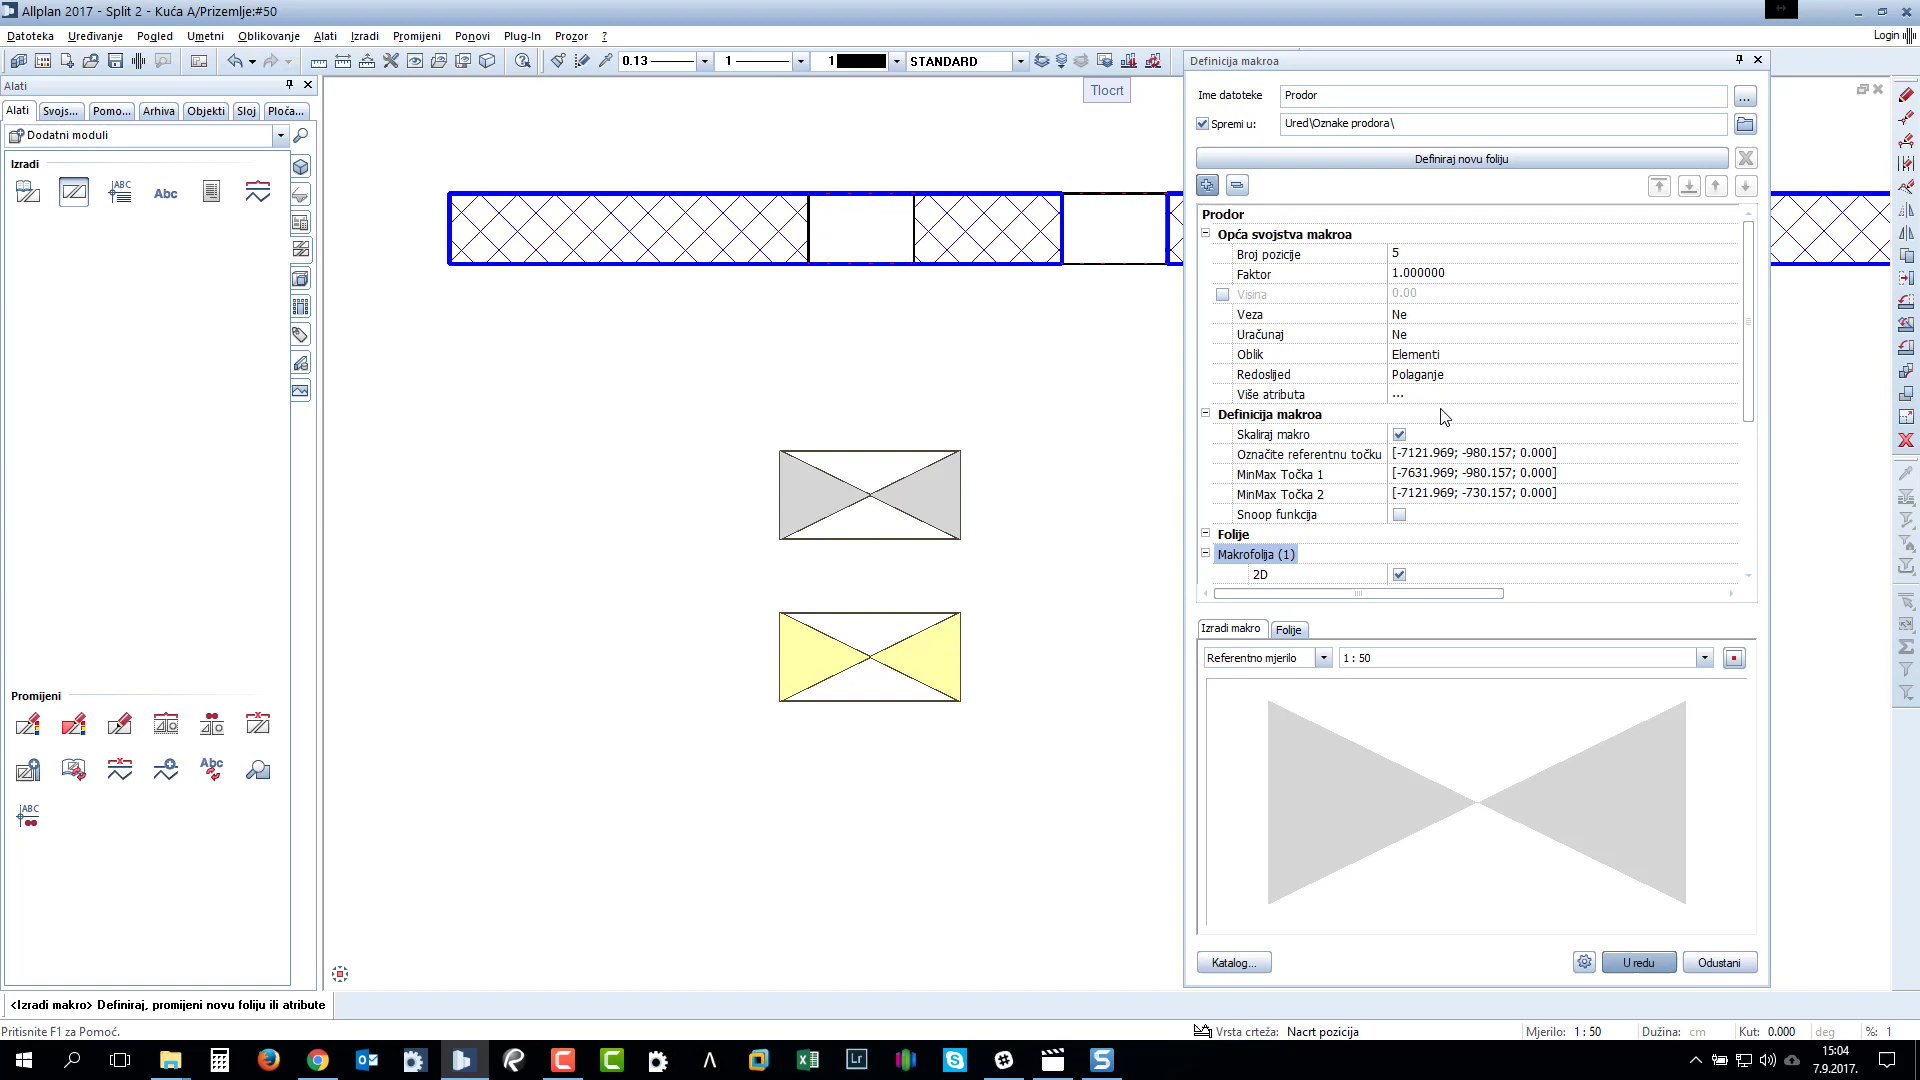 Allplan 2017 - Split 2 - Kuća A/Prizemlje:#50
Datoteka Uređivanje Pogled Umetni Oblikovanje Alati Izradi Promijeni Ponovi Plug-In Prozor ?
Login
0.13 1 1 STANDARD
Alati
Alati Svojs... Pomo... Arhiva Objekti Sloj Ploča...
Dodatni moduli
Izradi
ABC Abc
Promijeni
Abc
ABC
Tlocrt
Definicija makroa
Ime datoteke Prodor ...
Spremi u: Ured\Oznake prodora\
Definiraj novu foliju
Prodor
Opća svojstva makroa
Broj pozicije 5
Faktor 1.000000
Visina 0.00
Veza Ne
Uračunaj Ne
Oblik Elementi
Redoslijed Polaganje
Više atributa ...
Definicija makroa
Skaliraj makro
Označite referentnu točku [-7121.969; -980.157; 0.000]
MinMax Točka 1 [-7631.969; -980.157; 0.000]
MinMax Točka 2 [-7121.969; -730.157; 0.000]
Snoop funkcija
Folije
Makrofolija (1)
2D
Izradi makro Folije
Referentno mjerilo 1 : 50
Katalog... U redu Odustani
<Izradi makro> Definiraj, promijeni novu foliju ili atribute
Pritisnite F1 za Pomoć.
Vrsta crteža: Nacrt pozicija Mjerilo: 1 : 50 Dužina: cm Kut: 0.000 deg %: 1
Lr
15:04
7.9.2017.